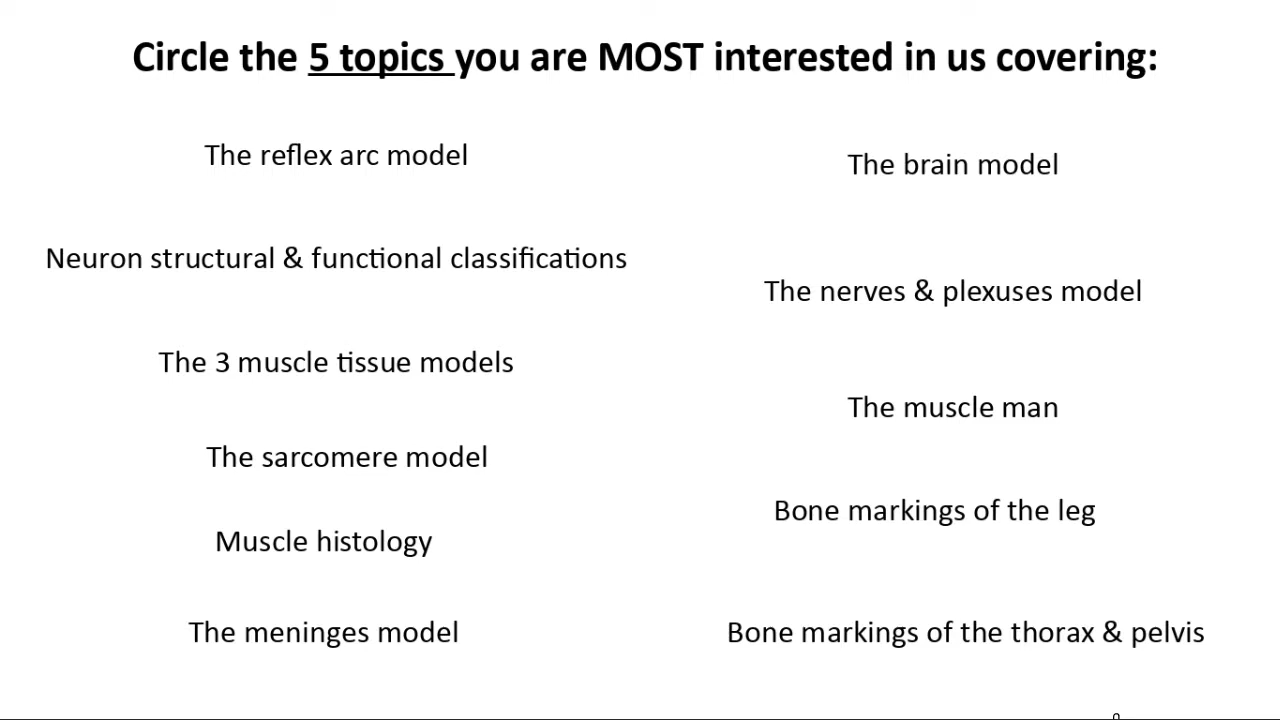 Circle the 5 topics you are MOST interested in us covering:
The reflex arc model
Neuron structural & functional classifications
The 3 muscle tissue models
The sarcomere model
Muscle histology
The meninges model
The brain model
The nerves & plexuses model
The muscle man
Bone markings of the leg
Bone markings of the thorax & pelvis